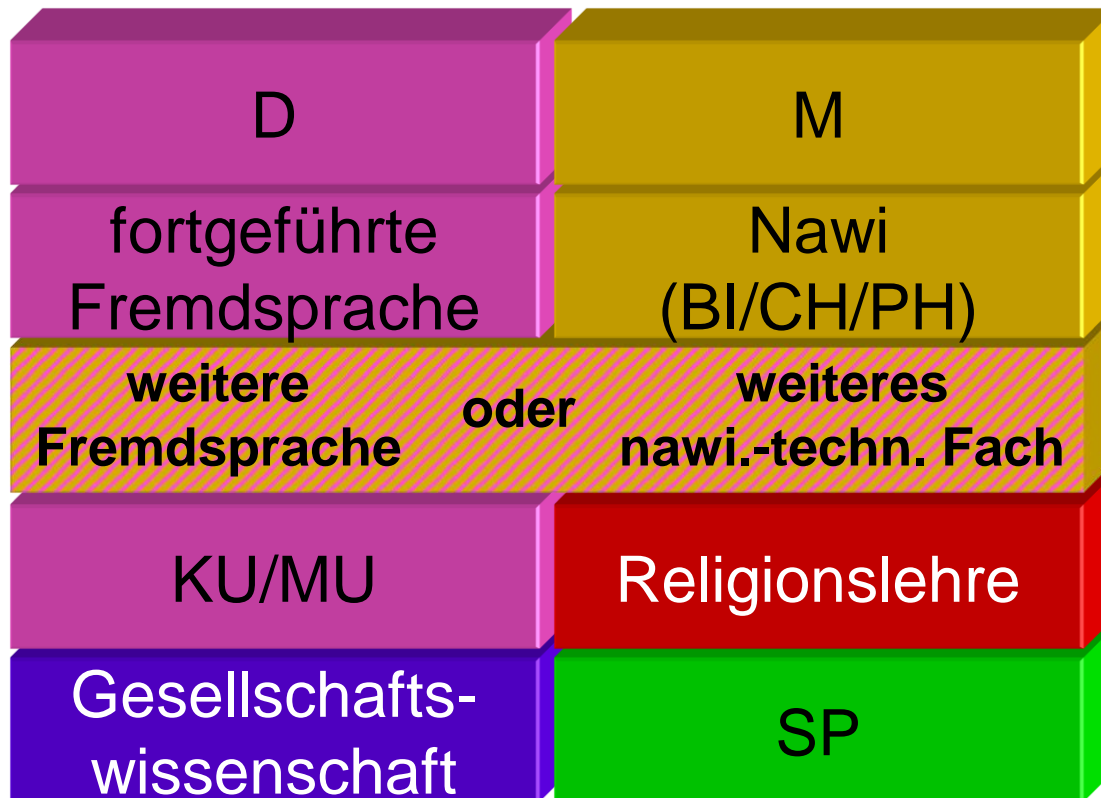 D
M
fortgeführte
Fremdsprache
Nawi
(BI/CH/PH)
weitere
Fremdsprache
oder
weiteres
nawi.-techn. Fach
KU/MU
Religionslehre
Gesellschafts-
wissenschaft
SP